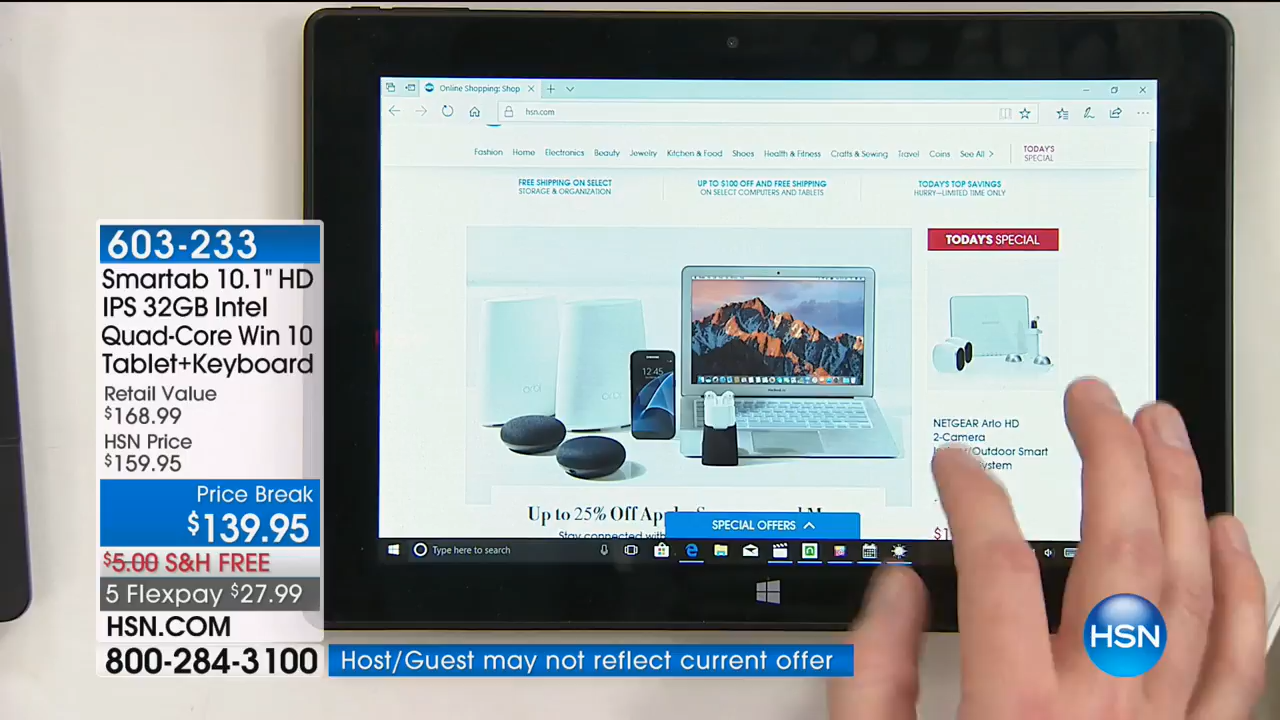 Online Shopping: Shop
hsn.com
Fashion Home Electronics Beauty Jewelry Kitchen & Food Shoes Health & Fitness Crafts & Sewing Travel Coins See All
TODAY'S
SPECIAL
FREE SHIPPING ON SELECT
STORAGE & ORGANIZATION
UP TO $100 OFF AND FREE SHIPPING
ON SELECT COMPUTERS AND TABLETS
TODAY'S TOP SAVINGS
HURRY—LIMITED TIME ONLY
TODAY'S SPECIAL
12:45
NETGEAR Arlo HD
2-Camera
/Outdoor Smart
Up to 25% Off
Stay connected with
SPECIAL OFFERS
Type here to search
603-233
Smartab 10.1" HD
IPS 32GB Intel
Quad-Core Win 10
Tablet+Keyboard
Retail Value
$168.99
HSN Price
$159.95
Price Break
$139.95
$5.00 S&H FREE
5 Flexpay $27.99
HSN.COM
800-284-3100
Host/Guest may not reflect current offer
HSN